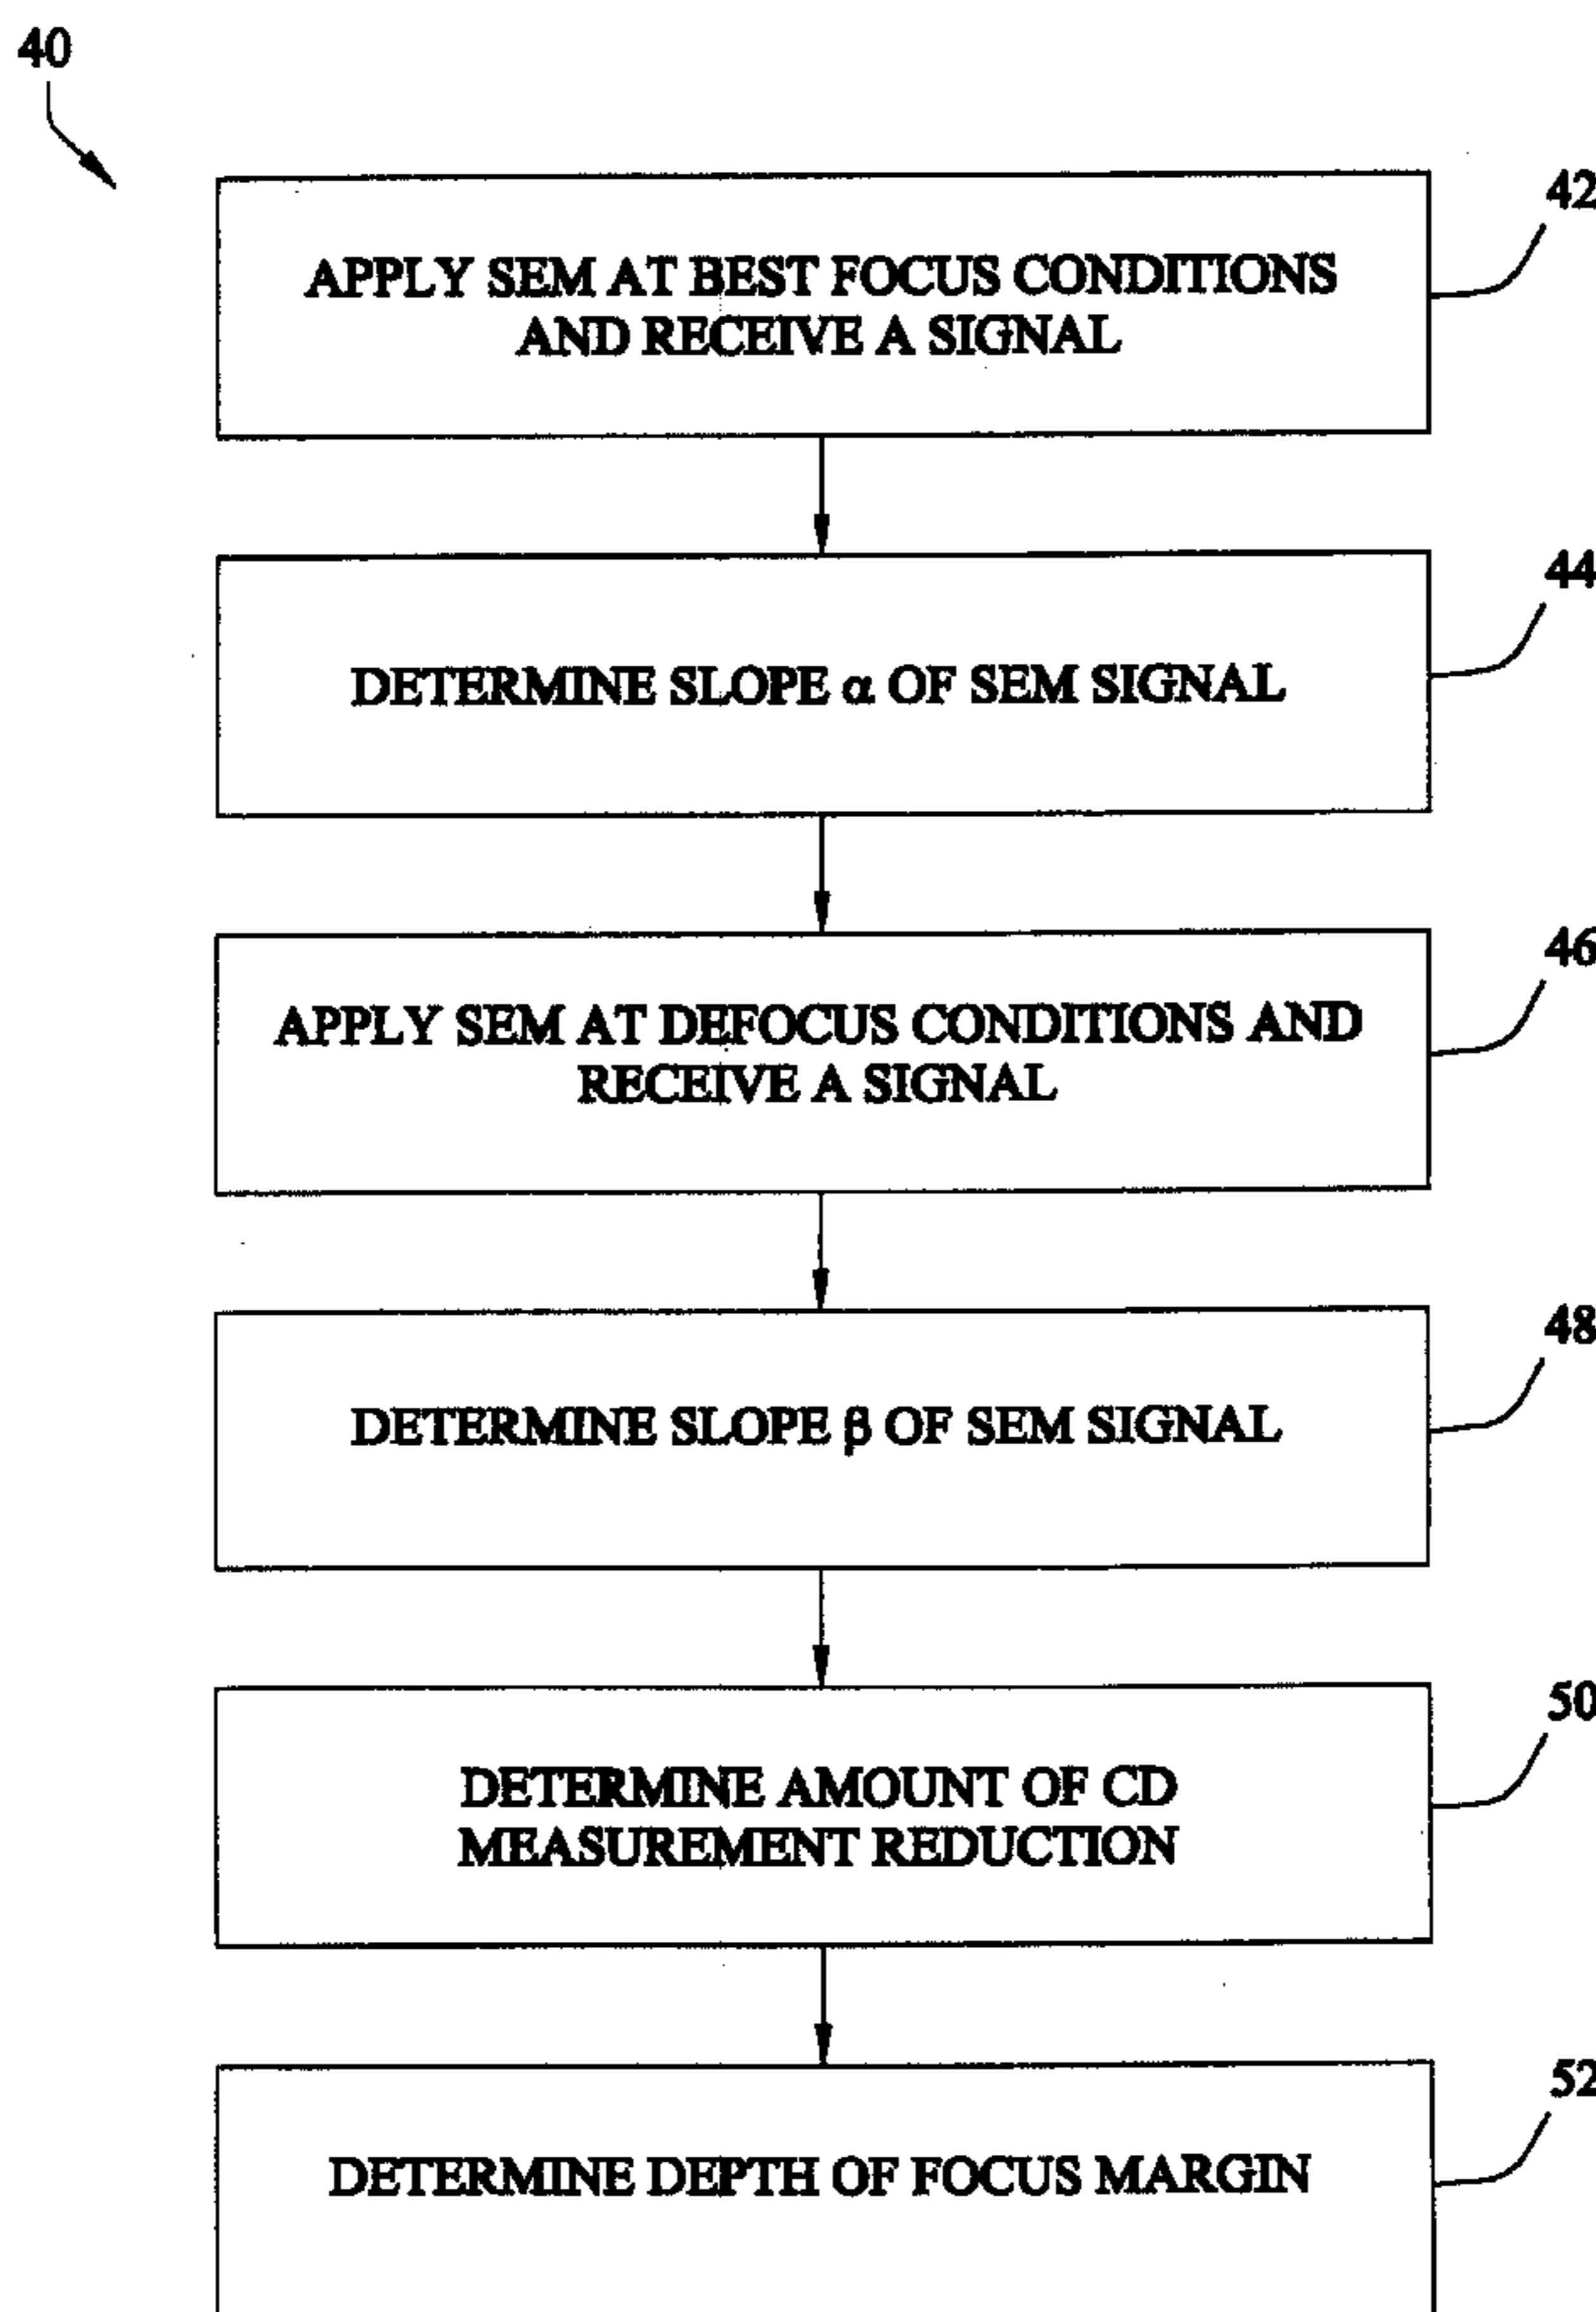 40
42
APPLY SEM AT BEST FOCUS CONDITIONS
AND RECEIVE A SIGNAL
44
DETERMINE SLOPE α OF SEM SIGNAL
46
APPLY SEM AT DEFOCUS CONDITIONS AND
RECEIVE A SIGNAL
48
DETERMINE SLOPE β OF SEM SIGNAL
50
DETERMINE AMOUNT OF CD
MEASUREMENT REDUCTION
52
DETERMINE DEPTH OF FOCUS MARGIN